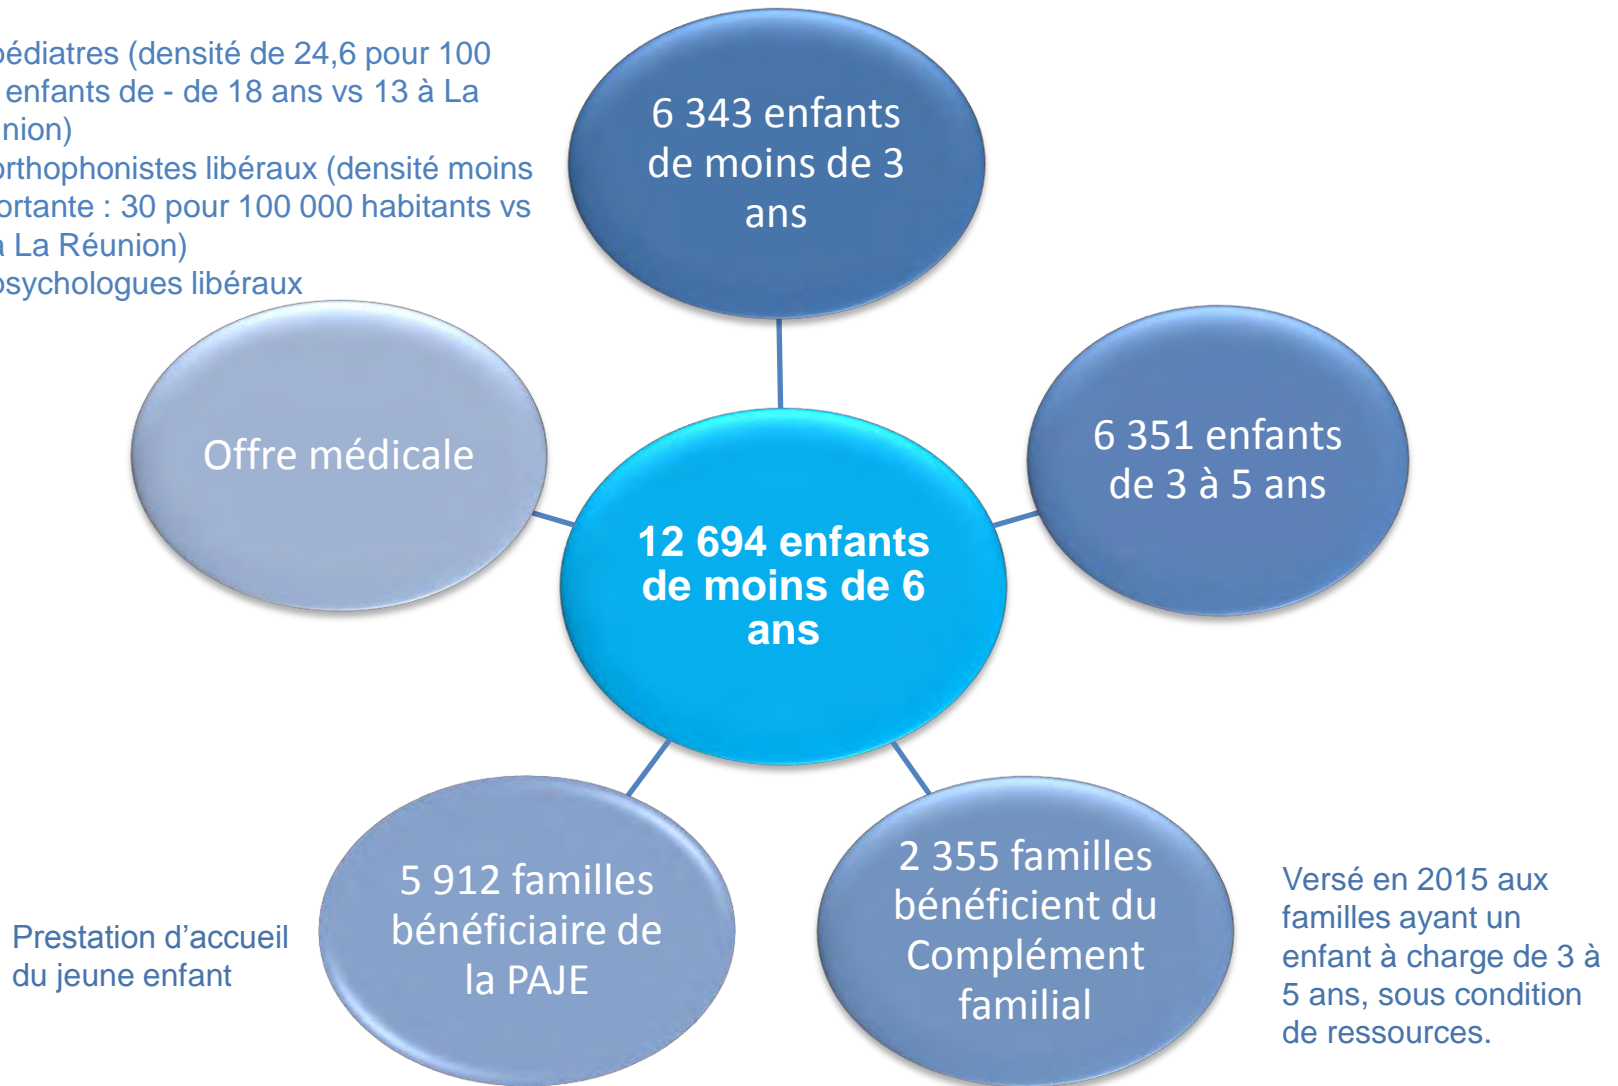 pédiatres (densité de 24,6 pour 100
enfants de - de 18 ans vs 13 à La
nion)
orthophonistes libéraux (densité moins
ortante : 30 pour 100 000 habitants vs
à La Réunion)
psychologues libéraux
6 343 enfants
de moins de 3
ans
Offre médicale
6 351 enfants
de 3 à 5 ans
12 694 enfants
de moins de 6
ans
5 912 familles
bénéficiaire de
la PAJE
Prestation d’accueil
du jeune enfant
2 355 familles
bénéficient du
Complément
familial
Versé en 2015 aux
familles ayant un
enfant à charge de 3 à
5 ans, sous condition
de ressources.